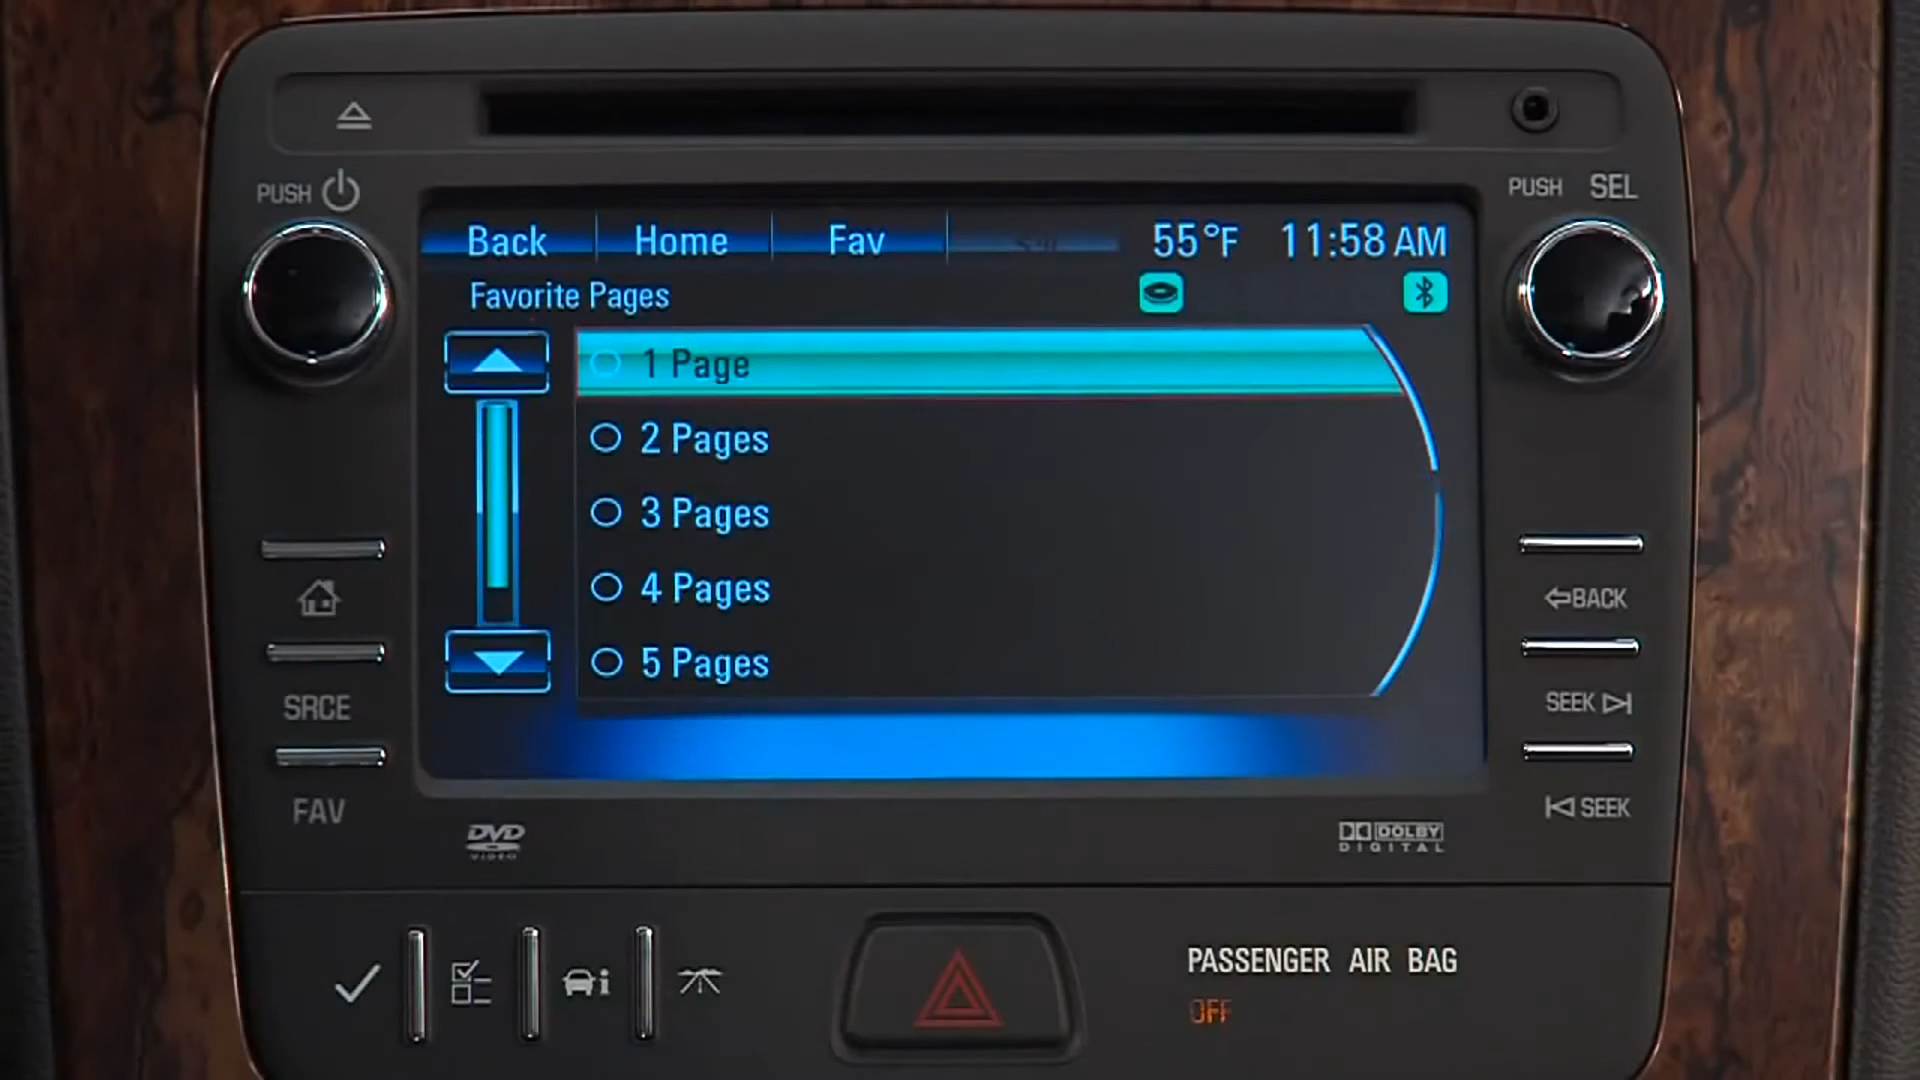 PUSH
PUSH SEL
Back Home Fav 55°F 11:58 AM
Favorite Pages
1 Page
2 Pages
3 Pages
4 Pages
5 Pages
BACK
SRCE
SEEK
FAV
SEEK
DVD
VIDEO
DOLBY
DIGITAL
PASSENGER AIR BAG
OFF